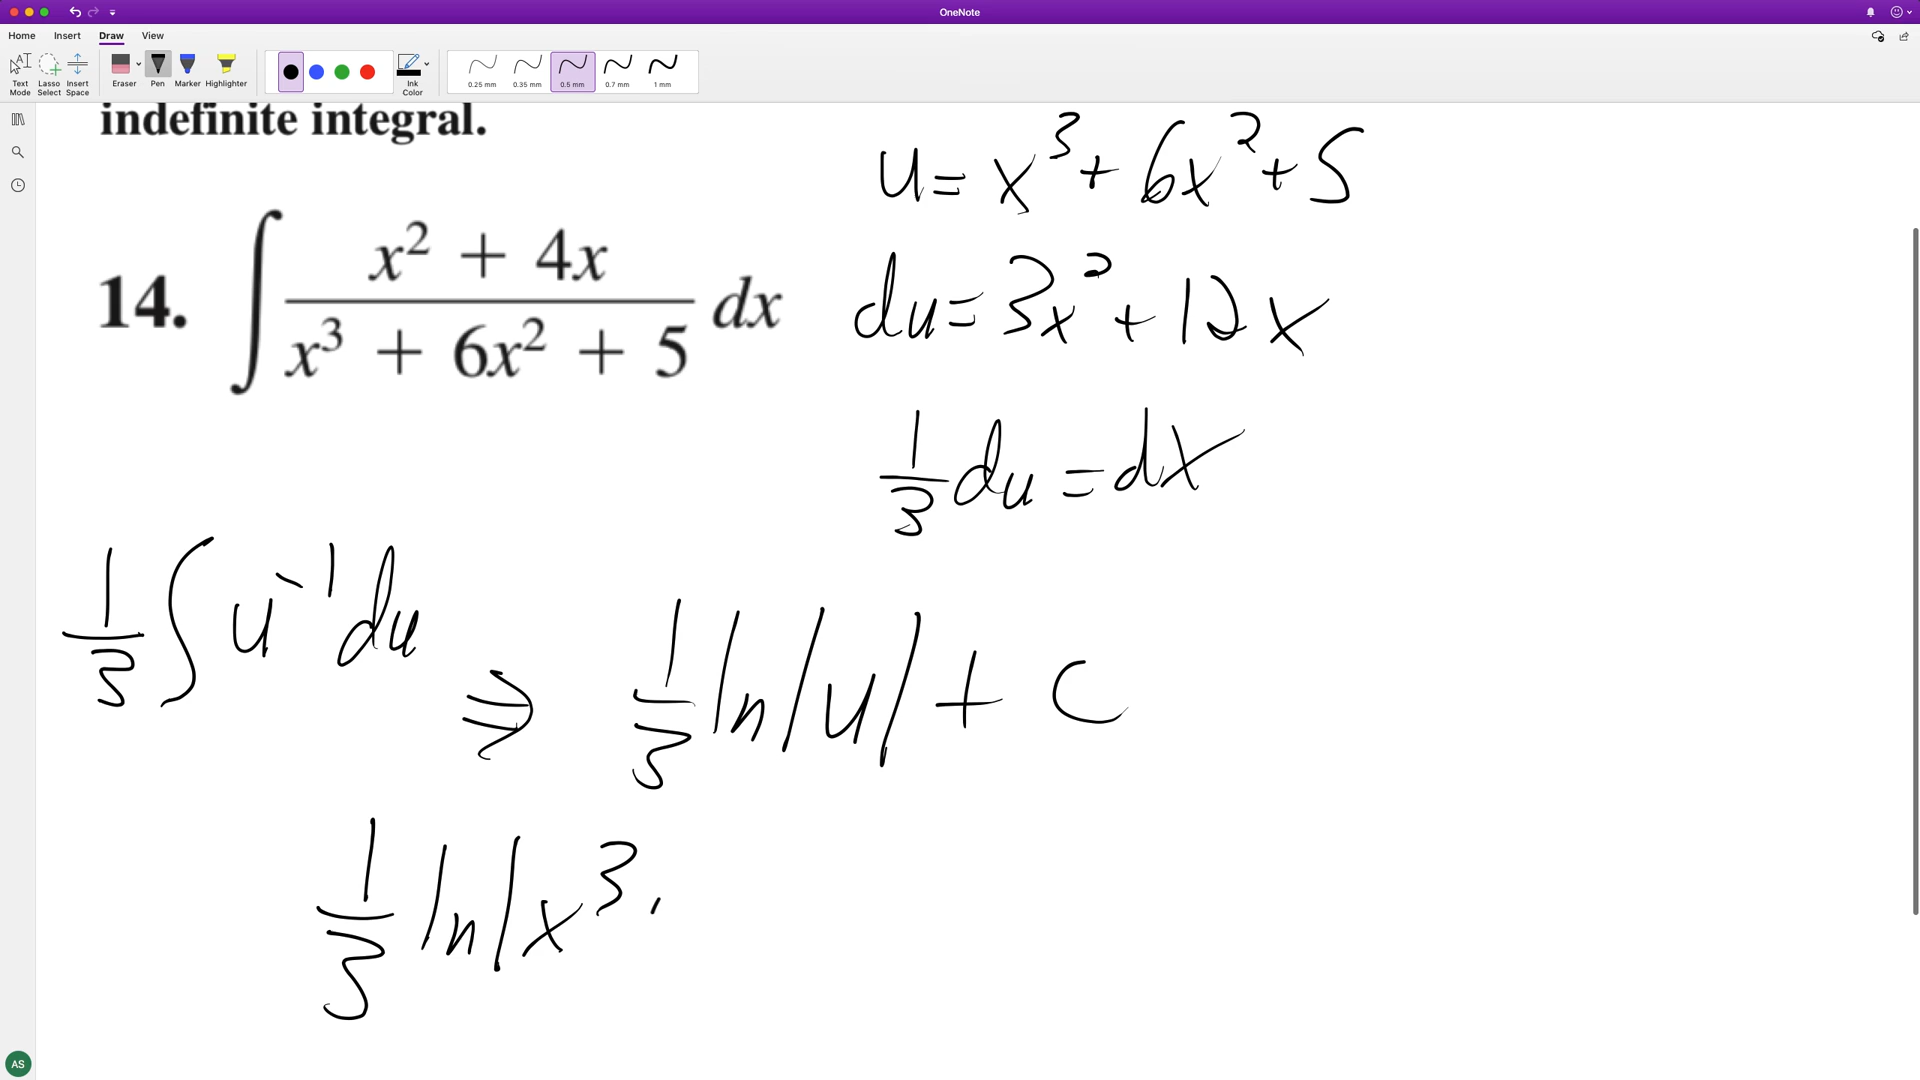 OneNote
Home Insert Draw View
Text Mode Lasso Select Insert Space Eraser Pen Marker Highlighter Ink Color 0.25 mm 0.35 mm 0.5 mm 0.7 mm 1 mm
indefinite integral.
14. ∫ (x² + 4x)/(x³ + 6x² + 5) dx
u = x³ + 6x² + 5
du = 3x² + 12x
1/3 du = dx
1/3 ∫ u⁻¹ du ⇒ 1/3 ln|u| + C
1/3 ln|x³
AS